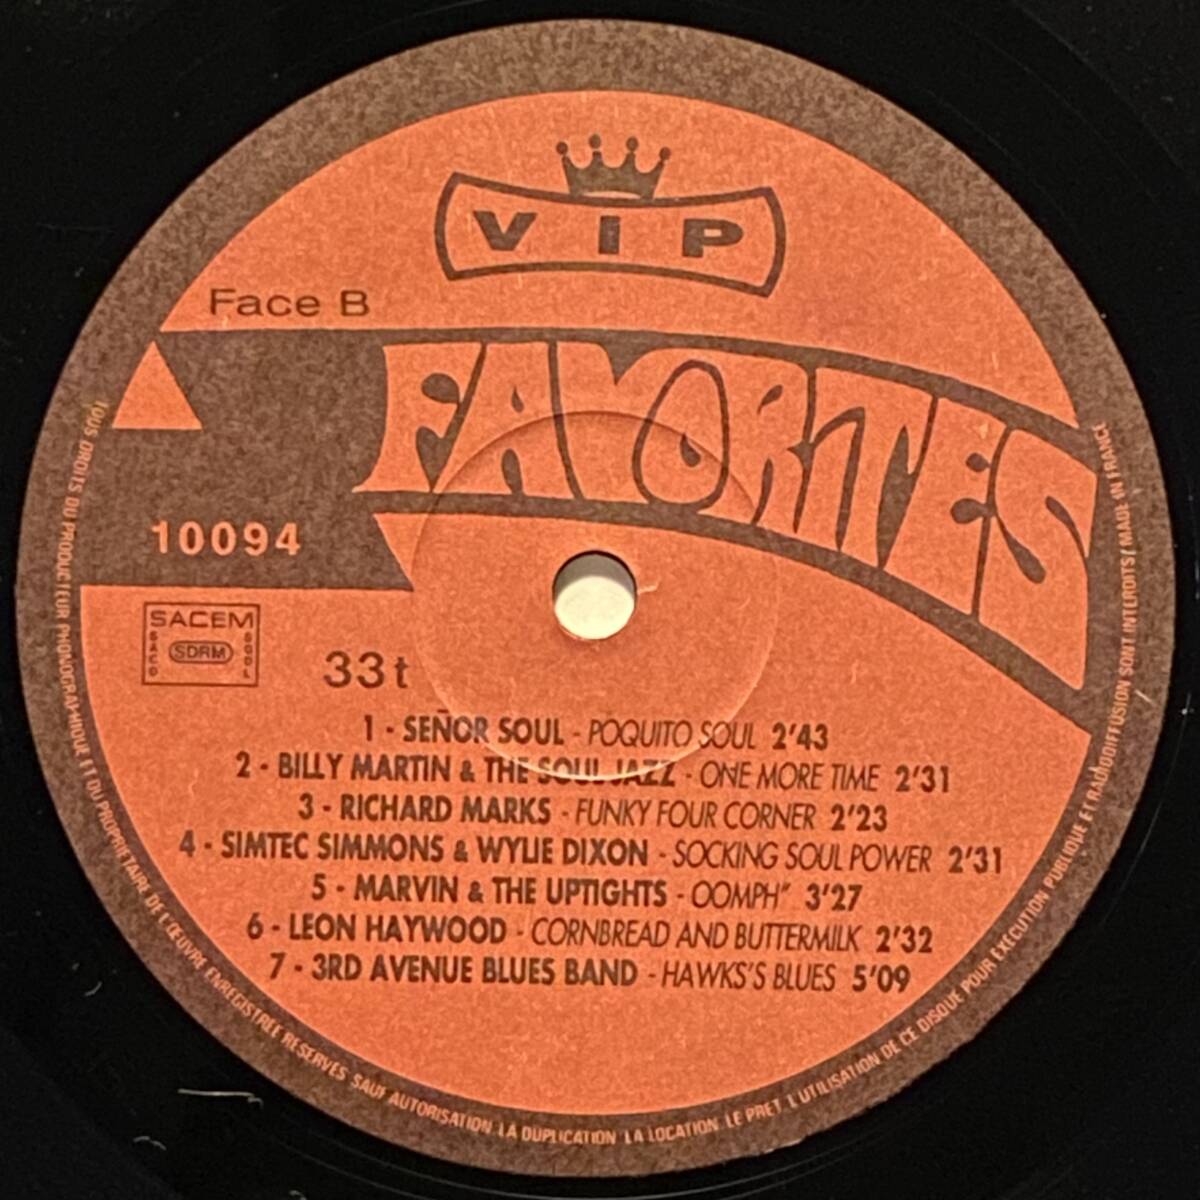 VIP
Face B
FAVORITES
10094
SACEM
SACD
SDRM
SGDL
33t
1 - SEÑOR SOUL - POQUITO SOUL 2'43
2 - BILLY MARTIN & THE SOUL JAZZ - ONE MORE TIME 2'31
3 - RICHARD MARKS - FUNKY FOUR CORNER 2'23
4 - SIMTEC SIMMONS & WYLIE DIXON - SOCKING SOUL POWER 2'31
5 - MARVIN & THE UPTIGHTS - OOMPH" 3'27
6 - LEON HAYWOOD - CORNBREAD AND BUTTERMILK 2'32
7 - 3RD AVENUE BLUES BAND - HAWKS'S BLUES 5'09
TOUS DROITS DU PRODUCTEUR PHONOGRAPHIQUE ET DU PROPRIETAIRE DE L'ŒUVRE ENREGISTRÉE RESERVES SAUF AUTORISATION LA DUPLICATION LA LOCATION LE PRET L'UTILISATION DE CE DISQUE POUR EXECUTION PUBLIQUE ET RADIODIFFUSION SONT INTERDITS / MADE IN FRANCE